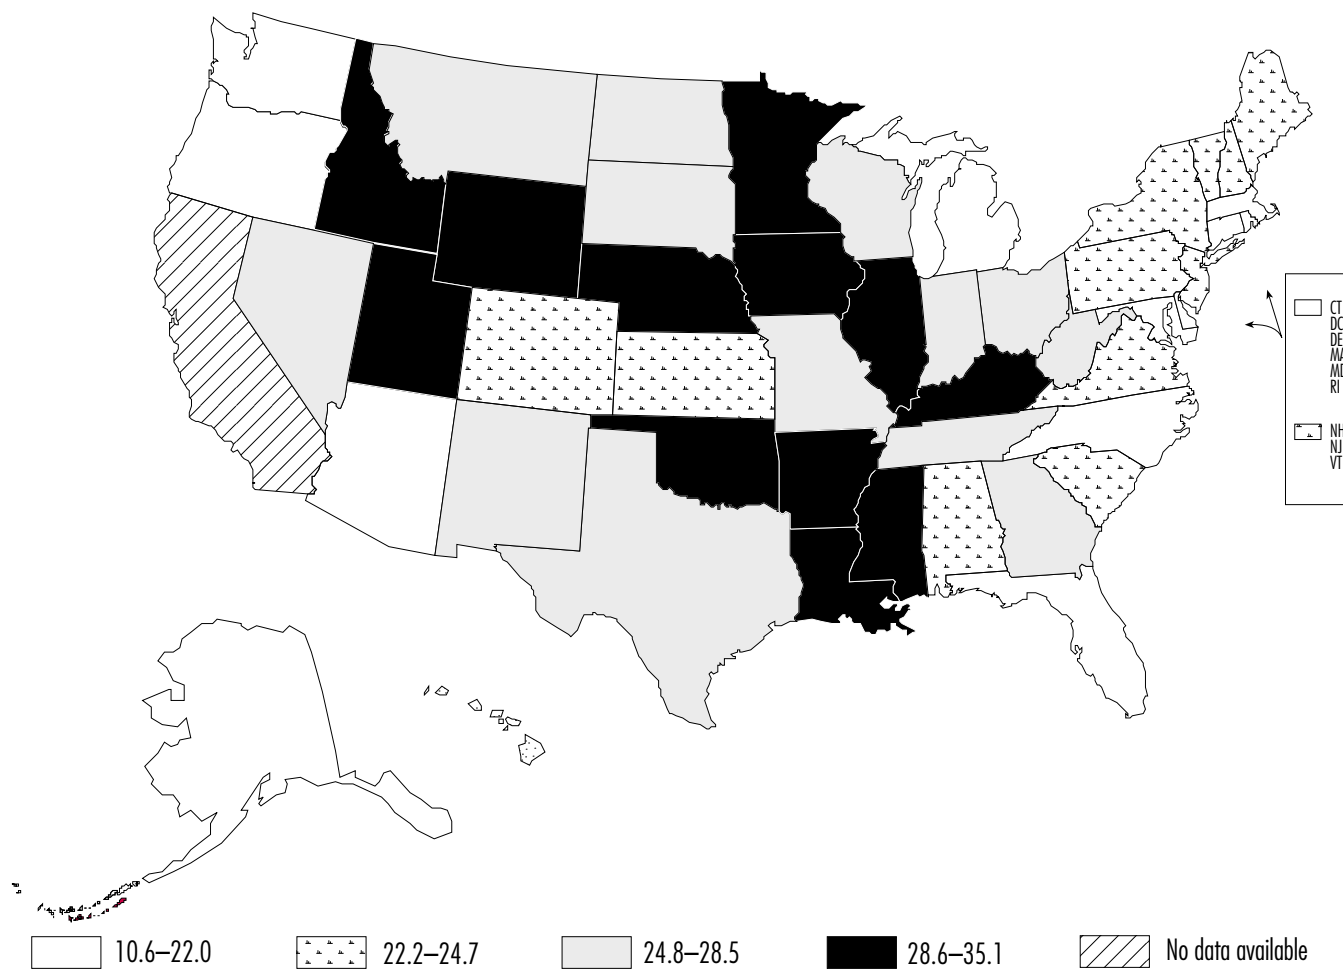 CT
DC
DE
MA
MD
RI
NH
NJ
VT
10.6–22.0
22.2–24.7
24.8–28.5
28.6–35.1
No data available